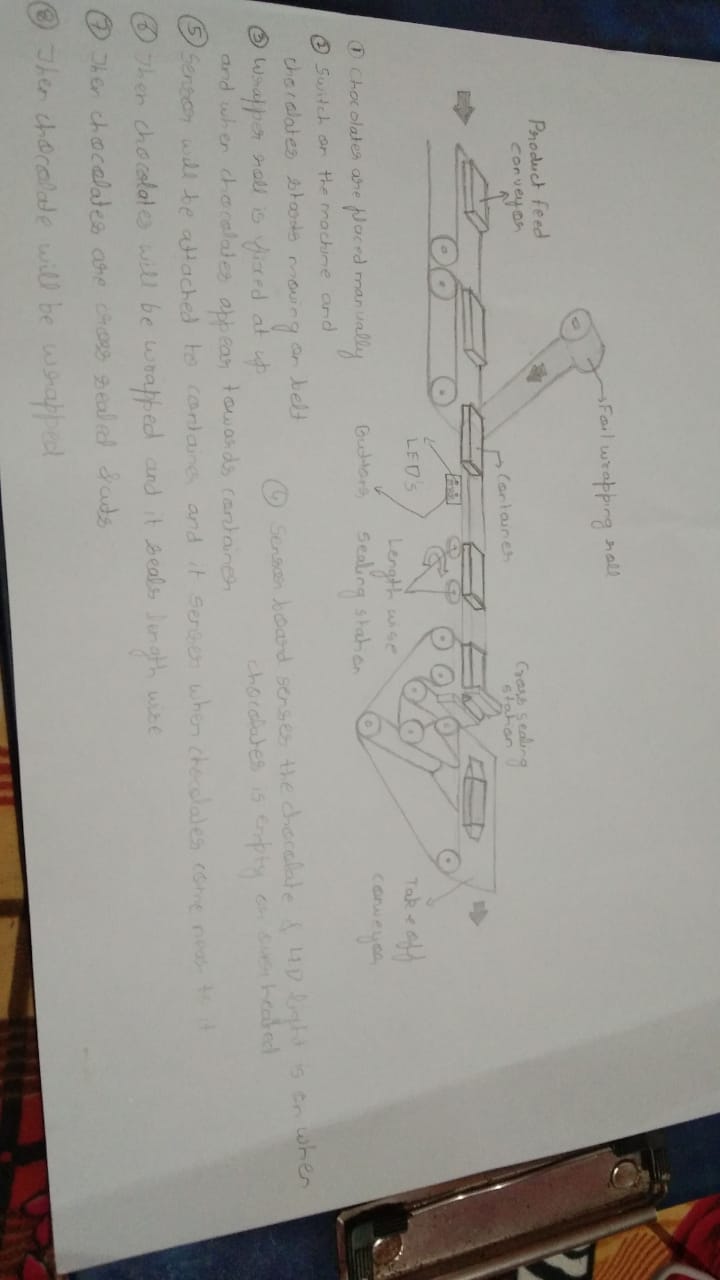 Foil wrapping roll
Product feed
conveyor
Container
Cross sealing
station
LED's
Buttons
Length wise
sealing station
Take off
conveyor
① Chocolates are placed manually
② Switch on the machine and
chocolates starts moving on belt
③ Wrapper roll is fixed at up
and when chocolates appear towards container
④ Sensor board senses the chocolate & LED light is on when
chocolates is empty or over heated
⑤ Sensor will be attached to container and it senses when chocolates come near to it
⑥ Then chocolates will be wrapped and it seals length wise
⑦ Then chocolates are cross sealed & cuts
⑧ Then chocolate will be wrapped